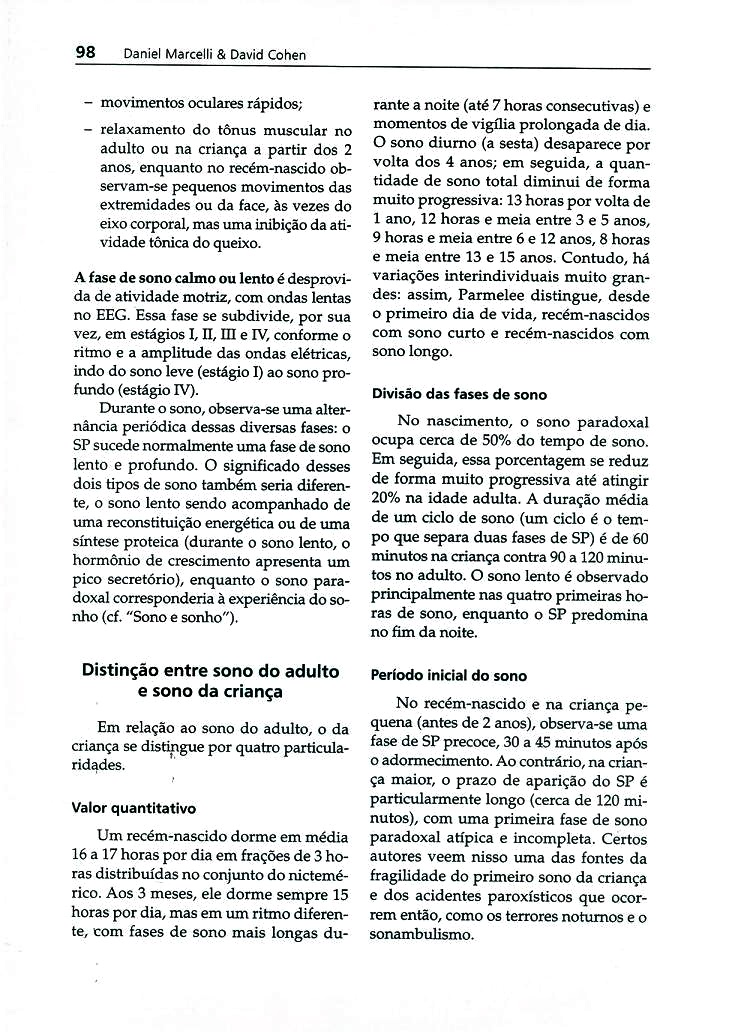 98 Daniel Marcelli & David Cohen
– movimentos oculares rápidos;
– relaxamento do tônus muscular no
adulto ou na criança a partir dos 2
anos, enquanto no recém-nascido ob-
servam-se pequenos movimentos das
extremidades ou da face, às vezes do
eixo corporal, mas uma inibição da ati-
vidade tônica do queixo.
A fase de sono calmo ou lento é desprovi-
da de atividade motriz, com ondas lentas
no EEG. Essa fase se subdivide, por sua
vez, em estágios I, II, III e IV, conforme o
ritmo e a amplitude das ondas elétricas,
indo do sono leve (estágio I) ao sono pro-
fundo (estágio IV).
Durante o sono, observa-se uma alter-
nância periódica dessas diversas fases: o
SP sucede normalmente uma fase de sono
lento e profundo. O significado desses
dois tipos de sono também seria diferen-
te, o sono lento sendo acompanhado de
uma reconstituição energética ou de uma
síntese proteica (durante o sono lento, o
hormônio de crescimento apresenta um
pico secretório), enquanto o sono para-
doxal corresponderia à experiência do so-
nho (cf. "Sono e sonho").
Distinção entre sono do adulto
e sono da criança
Em relação ao sono do adulto, o da
criança se distingue por quatro particula-
ridades.
Valor quantitativo
Um recém-nascido dorme em média
16 a 17 horas por dia em frações de 3 ho-
ras distribuídas no conjunto do nictemé-
rico. Aos 3 meses, ele dorme sempre 15
horas por dia, mas em um ritmo diferen-
te, com fases de sono mais longas du-
rante a noite (até 7 horas consecutivas) e
momentos de vigília prolongada de dia.
O sono diurno (a sesta) desaparece por
volta dos 4 anos; em seguida, a quan-
tidade de sono total diminui de forma
muito progressiva: 13 horas por volta de
1 ano, 12 horas e meia entre 3 e 5 anos,
9 horas e meia entre 6 e 12 anos, 8 horas
e meia entre 13 e 15 anos. Contudo, há
variações interindividuais muito gran-
des: assim, Parmelee distingue, desde
o primeiro dia de vida, recém-nascidos
com sono curto e recém-nascidos com
sono longo.
Divisão das fases de sono
No nascimento, o sono paradoxal
ocupa cerca de 50% do tempo de sono.
Em seguida, essa porcentagem se reduz
de forma muito progressiva até atingir
20% na idade adulta. A duração média
de um ciclo de sono (um ciclo é o tem-
po que separa duas fases de SP) é de 60
minutos na criança contra 90 a 120 minu-
tos no adulto. O sono lento é observado
principalmente nas quatro primeiras ho-
ras de sono, enquanto o SP predomina
no fim da noite.
Período inicial do sono
No recém-nascido e na criança pe-
quena (antes de 2 anos), observa-se uma
fase de SP precoce, 30 a 45 minutos após
o adormecimento. Ao contrário, na crian-
ça maior, o prazo de aparição do SP é
particularmente longo (cerca de 120 mi-
nutos), com uma primeira fase de sono
paradoxal atípica e incompleta. Certos
autores veem nisso uma das fontes da
fragilidade do primeiro sono da criança
e dos acidentes paroxísticos que ocor-
rem então, como os terrores noturnos e o
sonambulismo.